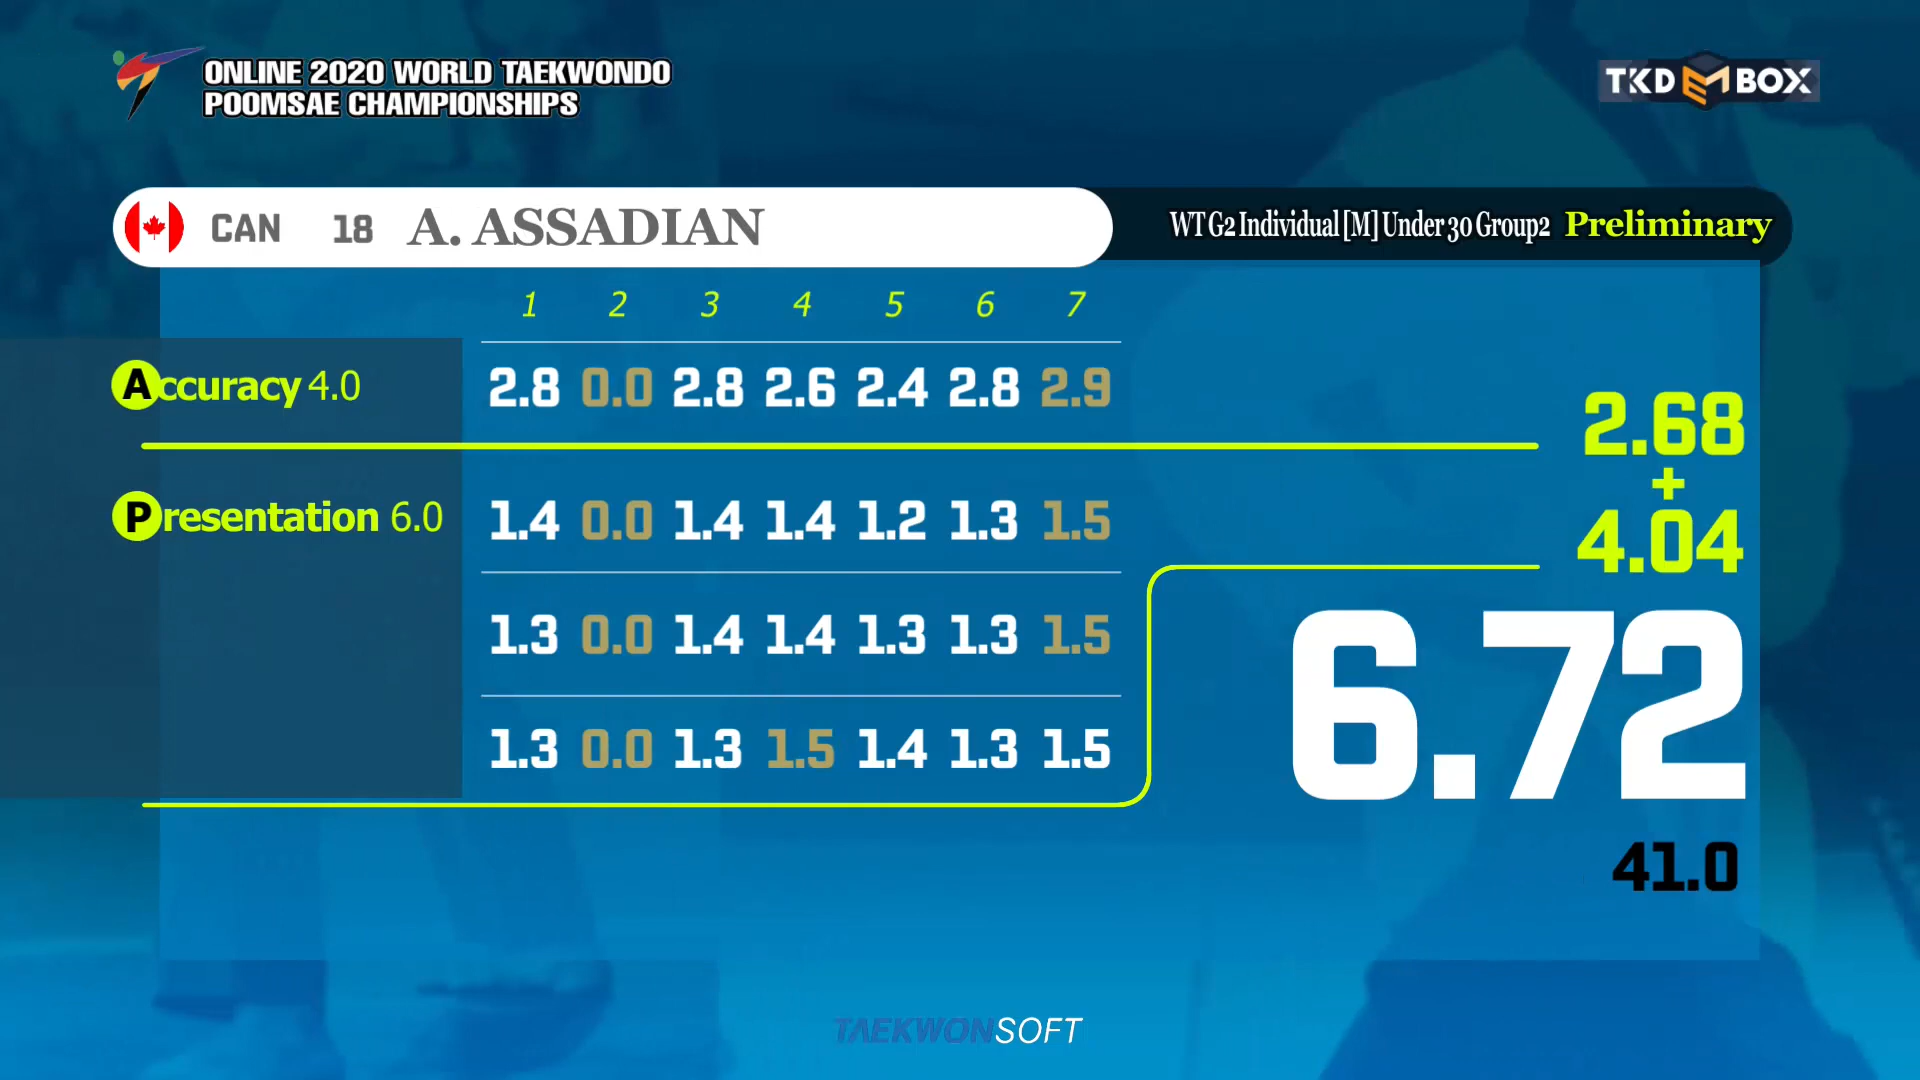 ONLINE 2020 WORLD TAEKWONDO
POOMSAE CHAMPIONSHIPS
TKD BOX
CAN 18 A. ASSADIAN
WT G2 Individual [M] Under 30 Group2 Preliminary
1 2 3 4 5 6 7
Accuracy 4.0 2.8 0.0 2.8 2.6 2.4 2.8 2.9
2.68
+
Presentation 6.0 1.4 0.0 1.4 1.4 1.2 1.3 1.5
4.04
1.3 0.0 1.4 1.4 1.3 1.3 1.5
6.72
1.3 0.0 1.3 1.5 1.4 1.3 1.5
41.0
TAEKWONSOFT